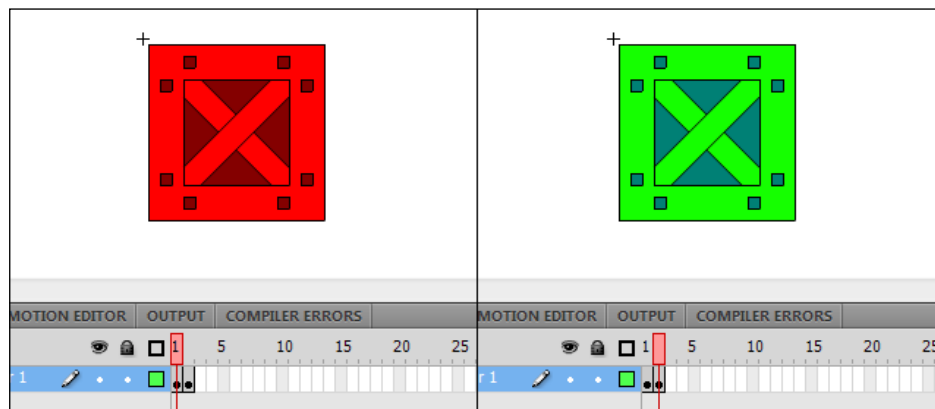 MOTION EDITOR OUTPUT COMPILER ERRORS
1 5 10 15 20 25
r 1
MOTION EDITOR OUTPUT COMPILER ERRORS
1 5 10 15 20 25
r 1